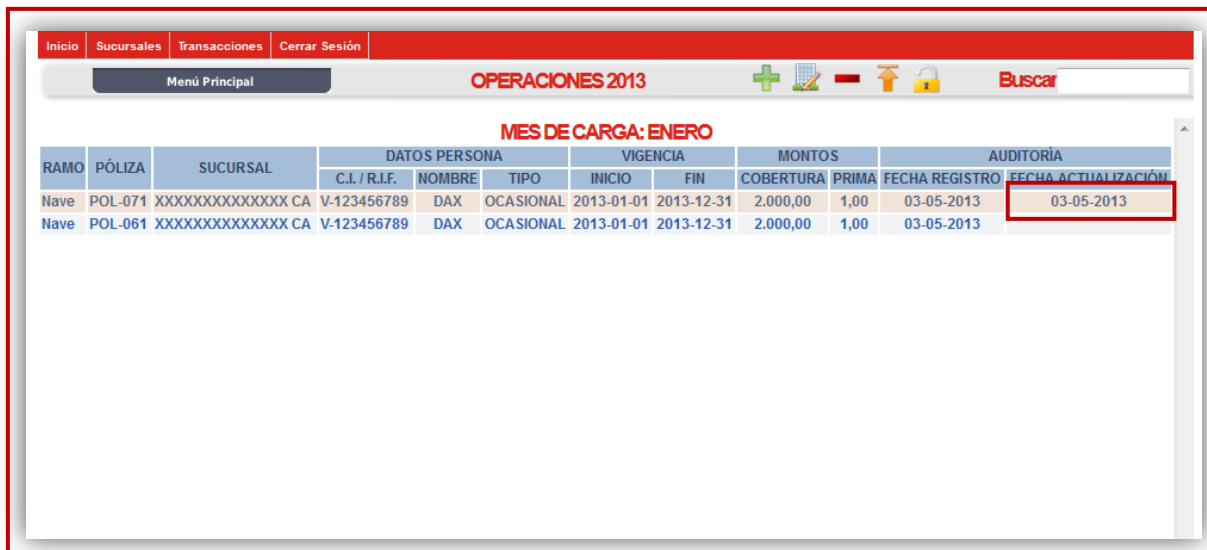 Inicio Sucursales Transacciones Cerrar Sesión
Menú Principal OPERACIONES 2013 Buscar
MES DE CARGA: ENERO
RAMO PÓLIZA SUCURSAL DATOS PERSONA VIGENCIA MONTOS AUDITORÍA
C.I. / R.I.F. NOMBRE TIPO INICIO FIN COBERTURA PRIMA FECHA REGISTRO FECHA ACTUALIZACIÓN
Nave POL-071 XXXXXXXXXXXXXX CA V-123456789 DAX OCASIONAL 2013-01-01 2013-12-31 2.000,00 1,00 03-05-2013 03-05-2013
Nave POL-061 XXXXXXXXXXXXXX CA V-123456789 DAX OCASIONAL 2013-01-01 2013-12-31 2.000,00 1,00 03-05-2013